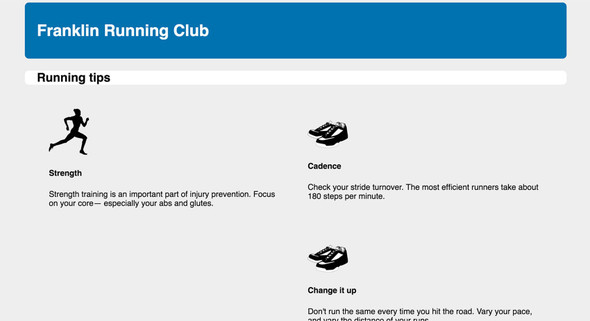 Franklin Running Club
Running tips
Strength
Strength training is an important part of injury prevention. Focus
on your core— especially your abs and glutes.
Cadence
Check your stride turnover. The most efficient runners take about
180 steps per minute.
Change it up
Don't run the same every time you hit the road. Vary your pace,
and vary the distance of your runs.